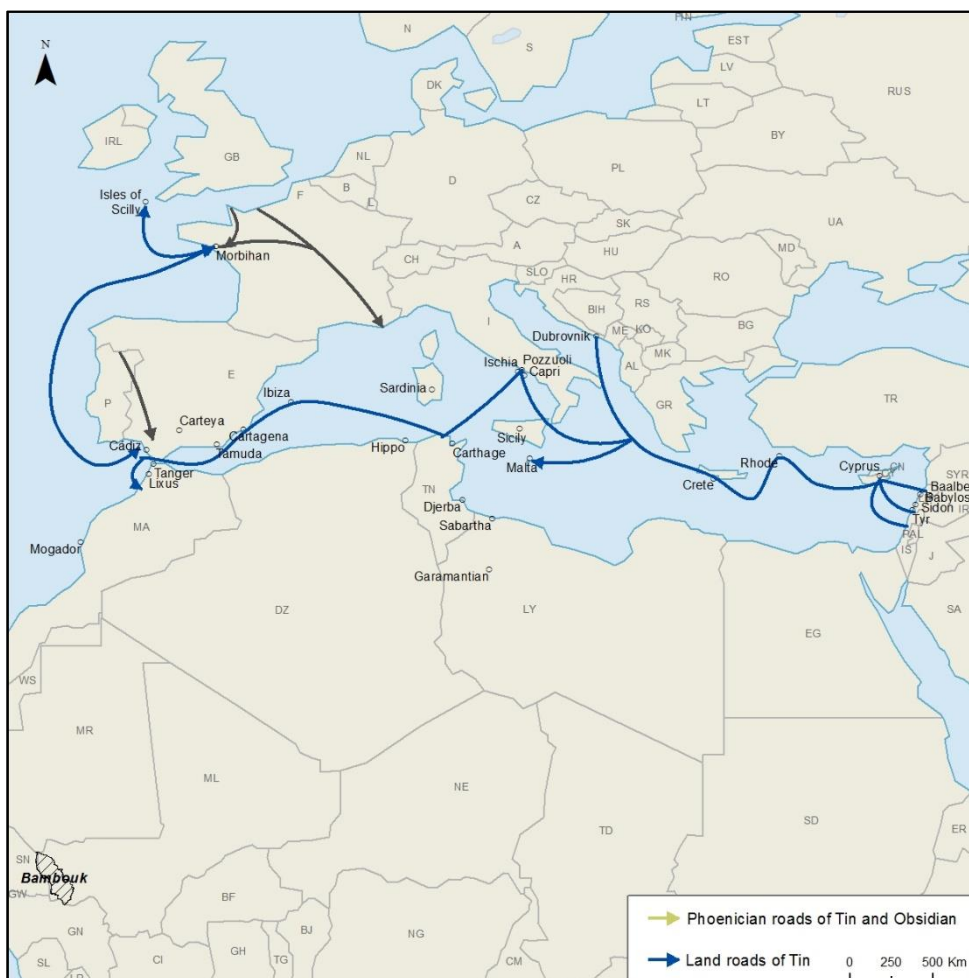 N
N
S
FIN
EST
LV
RUS
DK
LT
IRL
GB
BY
NL
PL
D
B
Isles of
Scilly
F
L
CZ
UA
SK
Morbihan
A
HU
MD
CH
SLO
HR
RO
BIH
RS
I
Dubrovnik
ME
KO
BG
Ischia
Pozzuoli
MK
Capri
AL
E
Sardinia
Ibiza
GR
TR
P
Carteya
Cartagena
Sicily
Cádiz
Tamuda
Hippo
Carthage
Rhode
Cyprus
CN
SYR
Tanger
Malta
Crete
Baalbe
Lixus
TN
Babylos
Djerba
Sidon
Sabartha
Tyr
MA
PAL
Mogador
IS
J
Garamantian
DZ
LY
EG
SA
WS
MR
ML
NE
TD
SD
SN
Bambouk
ER
GW
BF
Phoenician roads of Tin and Obsidian
GN
BJ
NG
SL
CI
GH
TG
CM
Land roads of Tin
0 250 500 Km